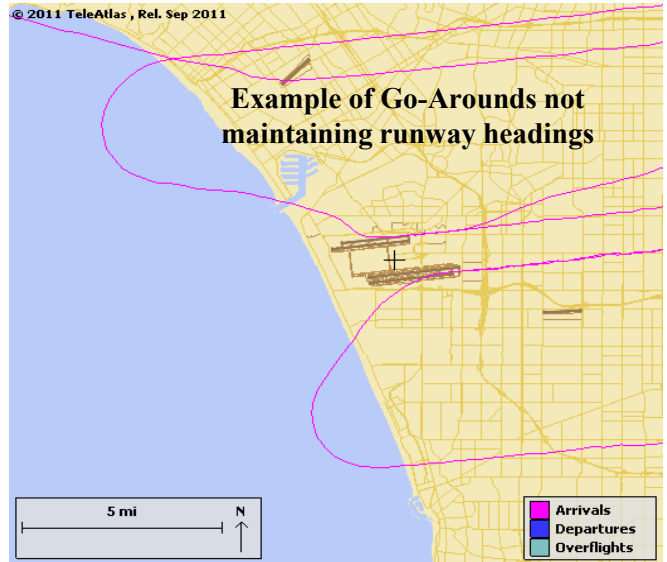 © 2011 TeleAtlas , Rel. Sep 2011
Example of Go-Arounds not
maintaining runway headings
5 mi
N
Arrivals
Departures
Overflights